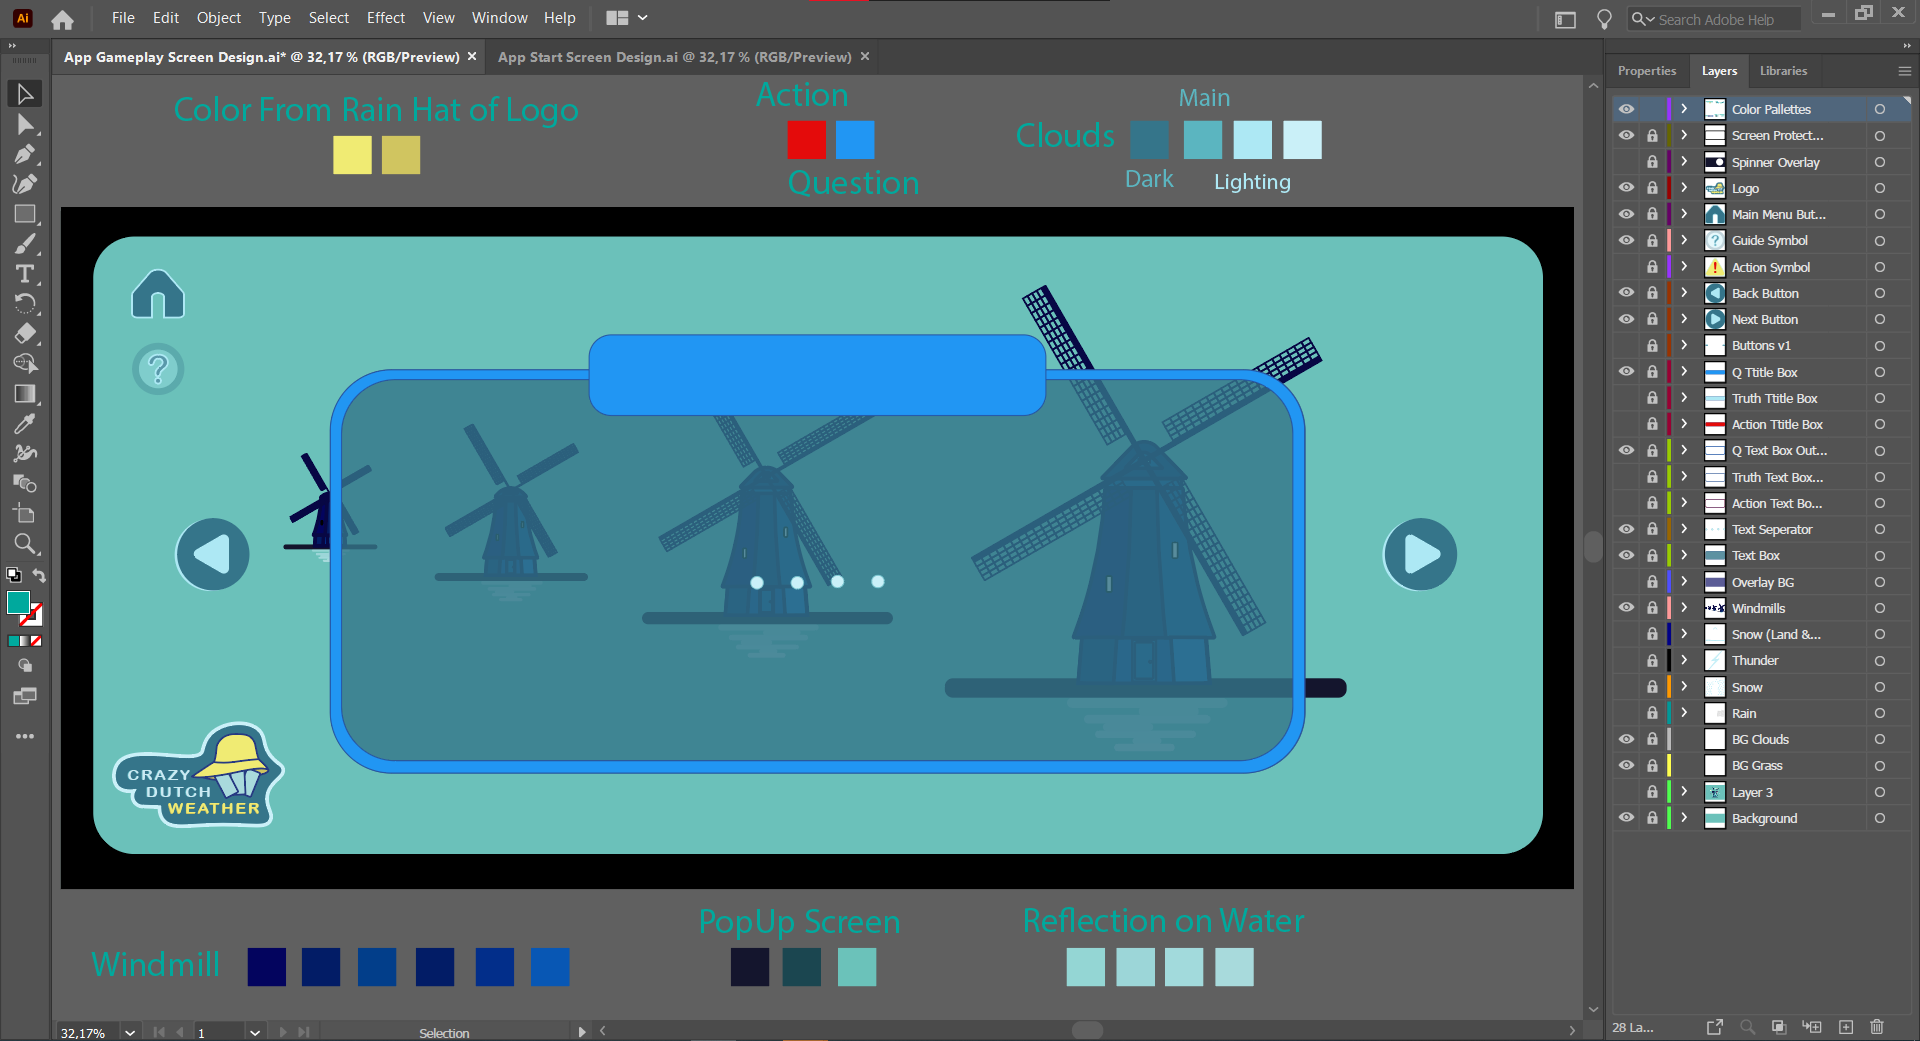 Ai File Edit Object Type Select Effect View Window Help Search Adobe Help
App Gameplay Screen Design.ai* @ 32,17 % (RGB/Preview) × App Start Screen Design.ai @ 32,17 % (RGB/Preview) ×
Properties Layers Libraries
Color From Rain Hat of Logo
Action
Question
Main
Clouds
Dark Lighting
?
CRAZY
DUTCH
WEATHER
Windmill
PopUp Screen
Reflection on Water
Color Pallettes
Screen Protect...
Spinner Overlay
Logo
Main Menu But...
Guide Symbol
Action Symbol
Back Button
Next Button
Buttons v1
Q Ttitle Box
Truth Ttitle Box
Action Ttitle Box
Q Text Box Out...
Truth Text Box...
Action Text Bo...
Text Seperator
Text Box
Overlay BG
Windmills
Snow (Land &...
Thunder
Snow
Rain
BG Clouds
BG Grass
Layer 3
Background
32,17% 1 Selection
28 La...